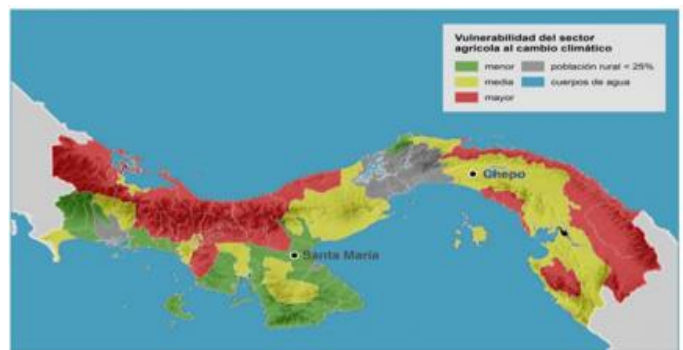 Vulnerabilidad del sector
agrícola al cambio climático
menor
población rural < 25%
media
cuerpos de agua
mayor
Chepo
Santa María